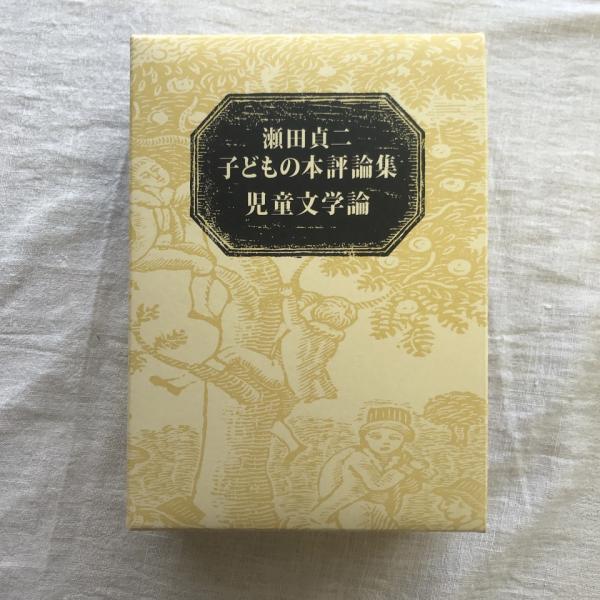 瀬田貞二
子どもの本評論集
児童文学論